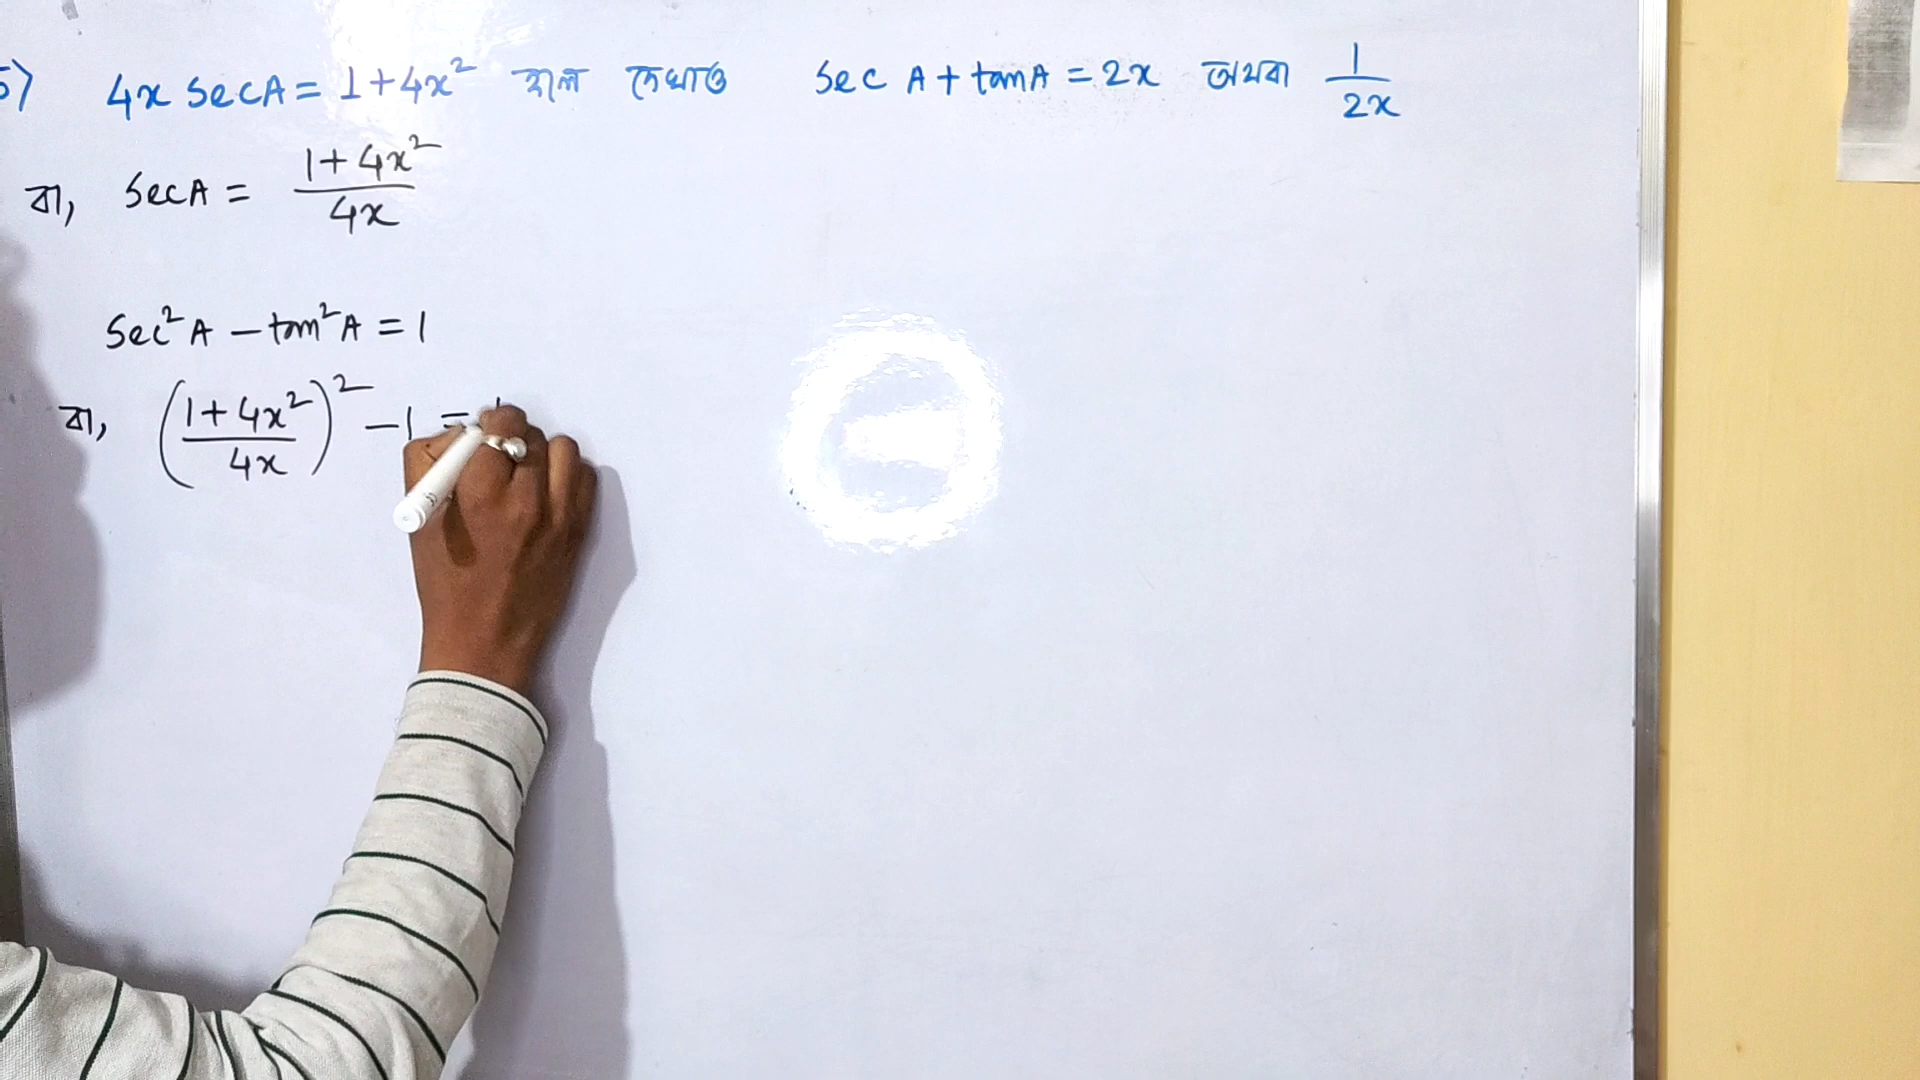 5) 4x secA = 1+4x² হলে দেখাও sec A + tanA = 2x অথবা 1/2x
বা, secA = (1+4x²)/4x
sec²A − tan²A = 1
বা, ((1+4x²)/4x)² − 1 =